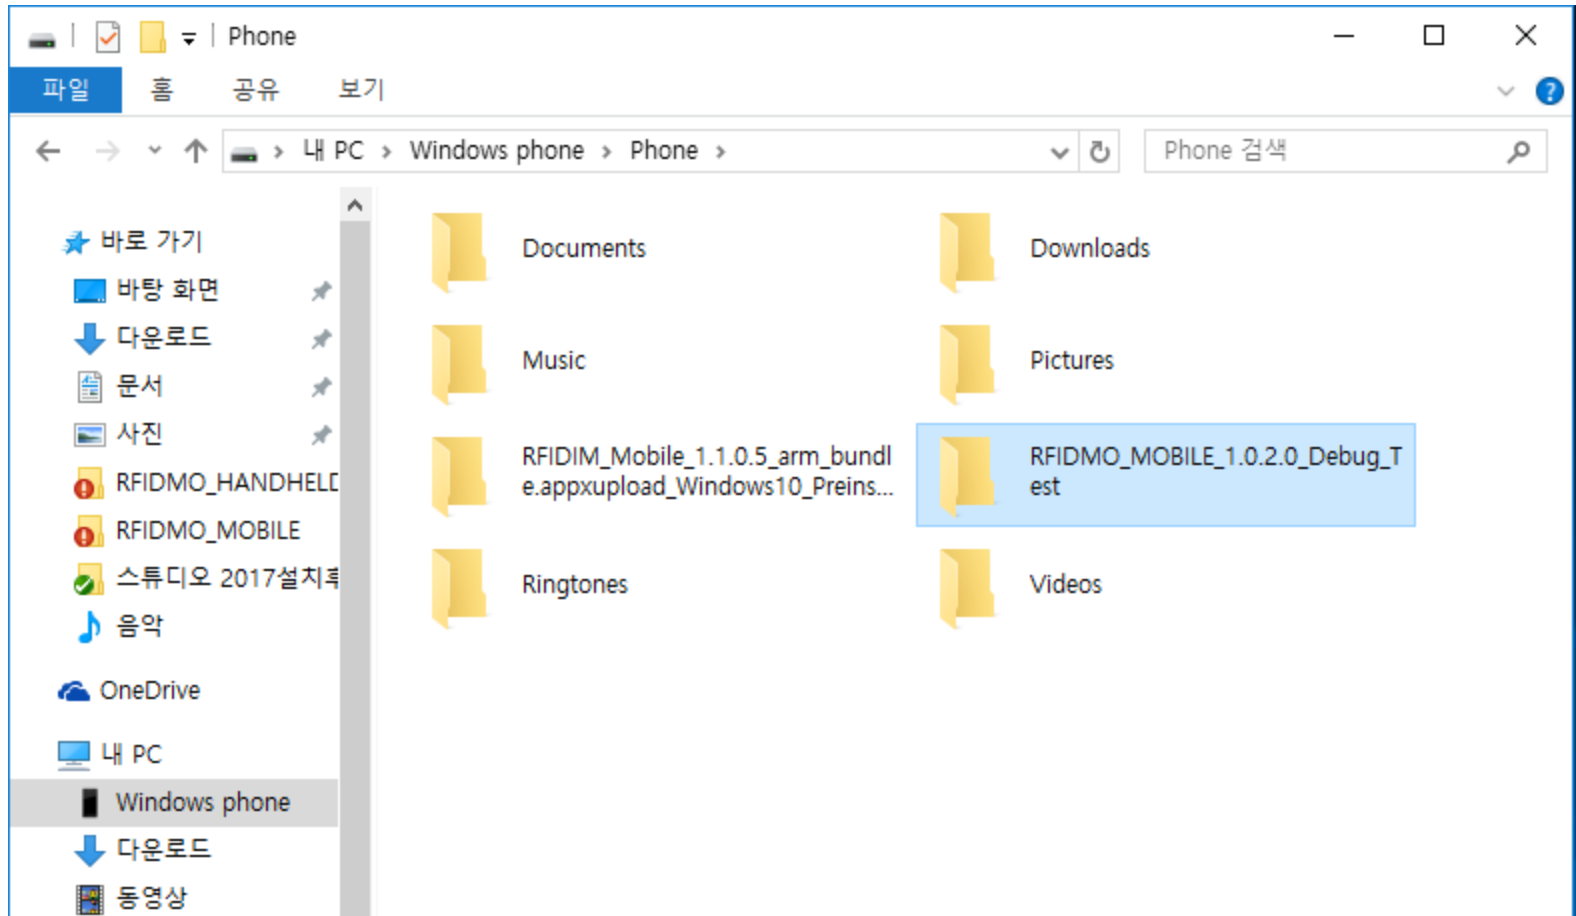 Phone
파일 홈 공유 보기
내 PC > Windows phone > Phone >
Phone 검색
바로 가기
바탕 화면
다운로드
문서
사진
RFIDMO_HANDHELD
RFIDMO_MOBILE
스튜디오 2017설치후
음악
OneDrive
내 PC
Windows phone
다운로드
동영상
Documents
Downloads
Music
Pictures
RFIDIM_Mobile_1.1.0.5_arm_bundl
e.appxupload_Windows10_Preins...
RFIDMO_MOBILE_1.0.2.0_Debug_T
est
Ringtones
Videos